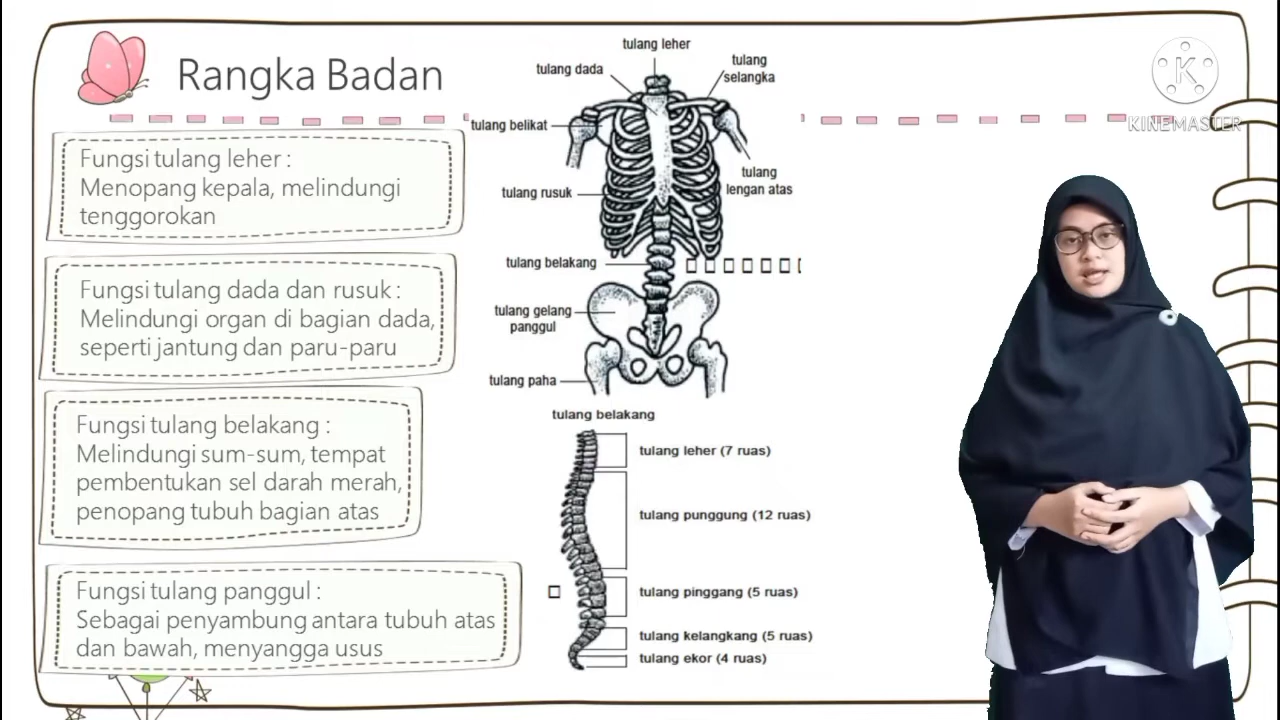 Rangka Badan
Fungsi tulang leher :
Menopang kepala, melindungi
tenggorokan
Fungsi tulang dada dan rusuk :
Melindungi organ di bagian dada,
seperti jantung dan paru-paru
Fungsi tulang belakang :
Melindungi sum-sum, tempat
pembentukan sel darah merah,
penopang tubuh bagian atas
Fungsi tulang panggul :
Sebagai penyambung antara tubuh atas
dan bawah, menyangga usus
tulang leher
tulang dada
tulang
selangka
tulang belikat
tulang
lengan atas
tulang rusuk
tulang belakang
tulang gelang
panggul
tulang paha
tulang belakang
tulang leher (7 ruas)
tulang punggung (12 ruas)
tulang pinggang (5 ruas)
tulang kelangkang (5 ruas)
tulang ekor (4 ruas)
K
KINEMASTER